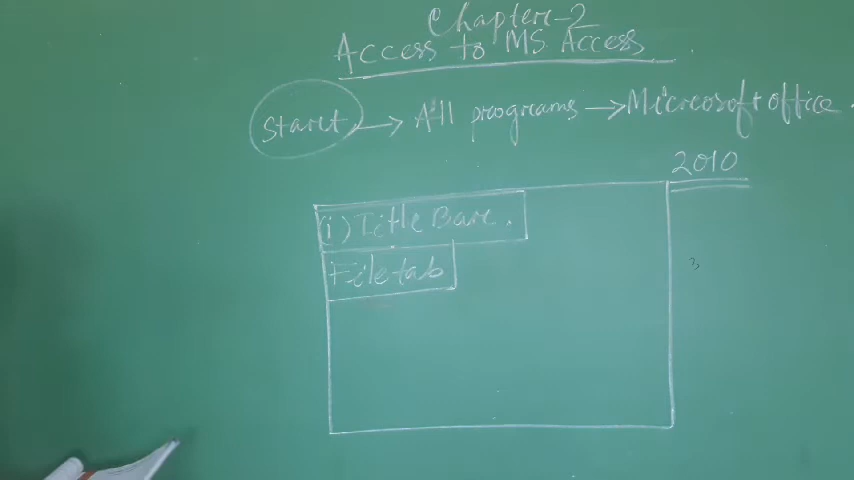 Chapter-2
Access to MS Access
Start → All programs → Microsoft office
2010
(i) Title Bar.
File tab